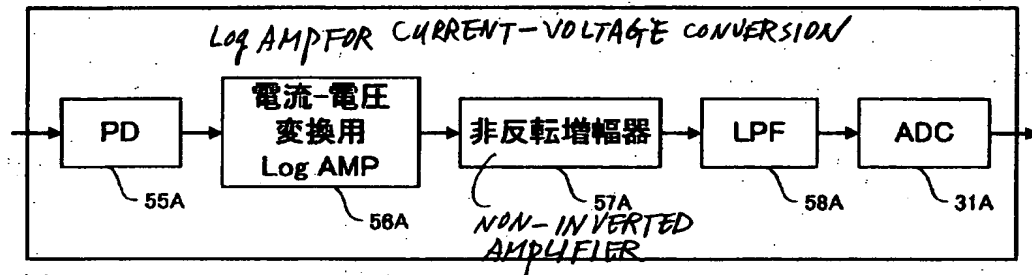 Log AMP FOR CURRENT-VOLTAGE CONVERSION
PD
電流-電圧
変換用
Log AMP
非反転増幅器
LPF
ADC
55A
56A
57A
58A
31A
NON-INVERTED
AMPLIFIER